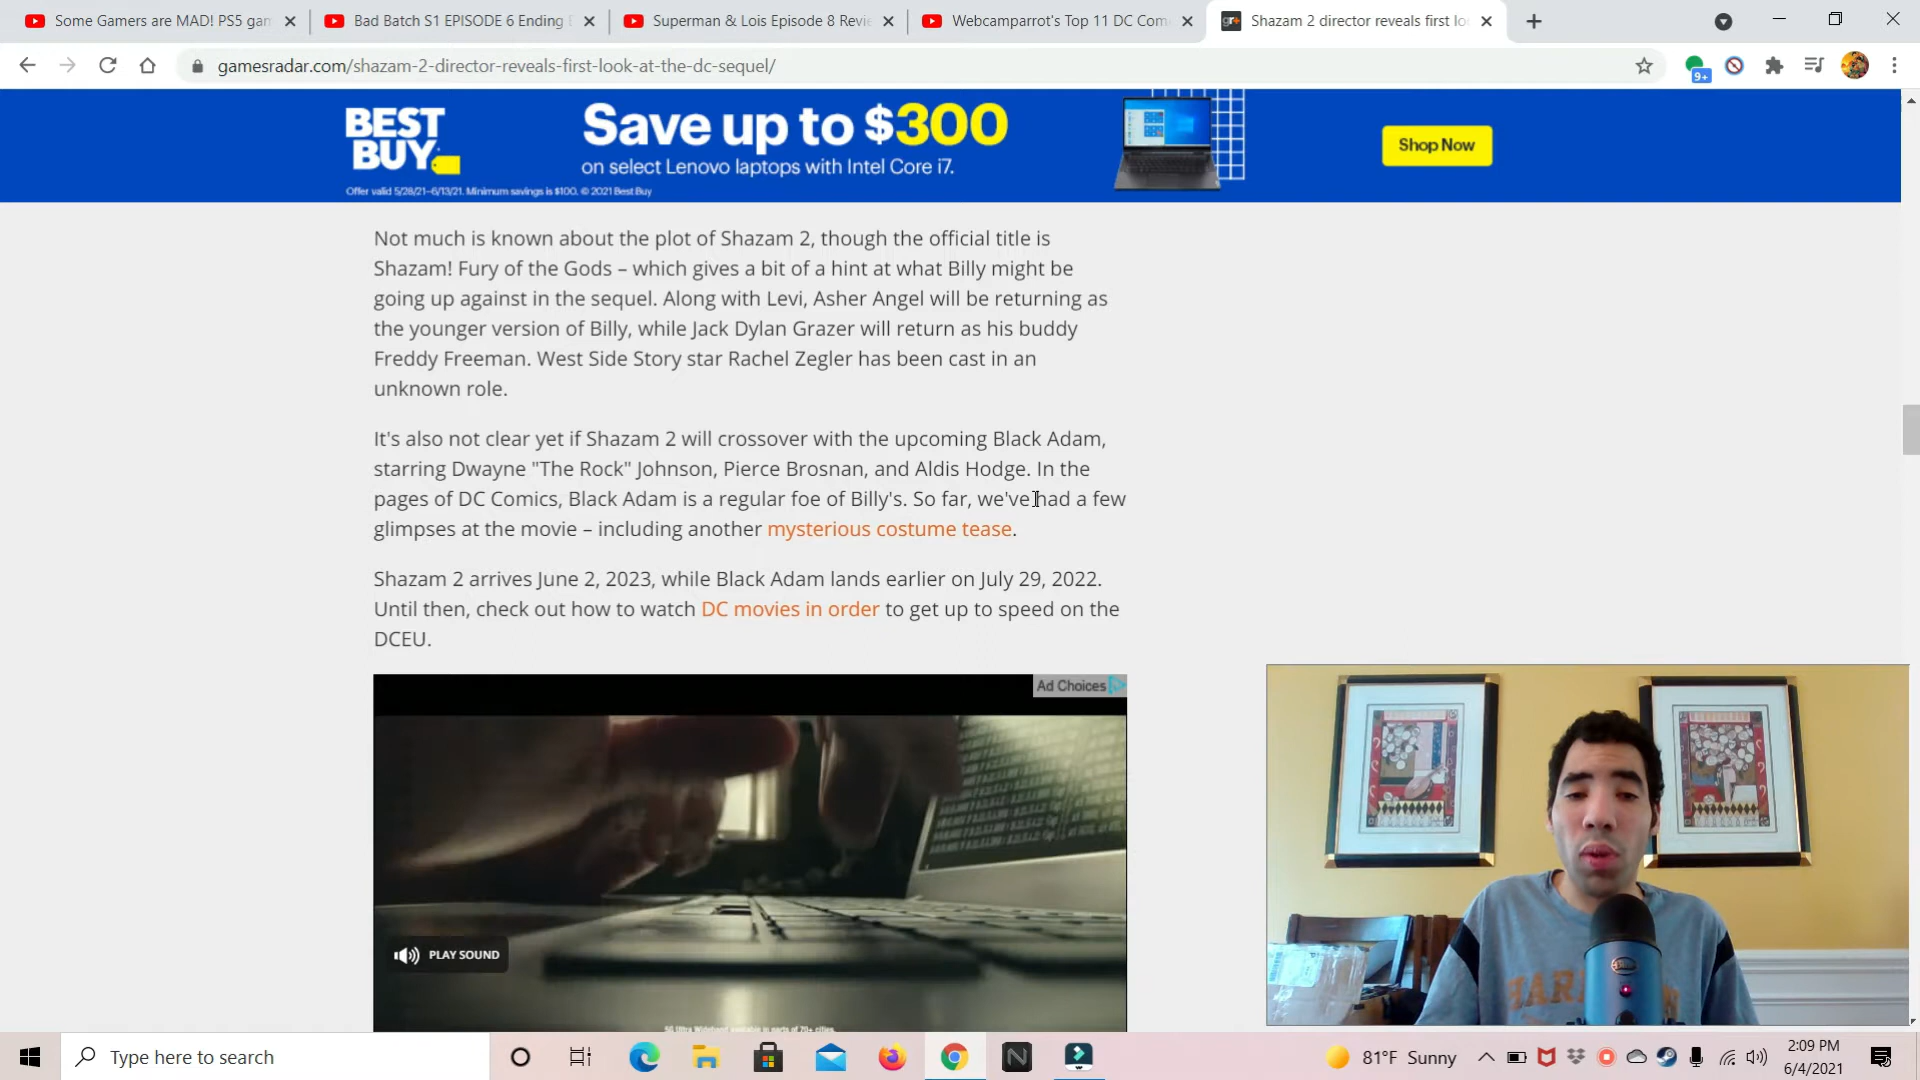 Some Gamers are MAD! PS5 gam
Bad Batch S1 EPISODE 6 Ending E
Superman & Lois Episode 8 Revie
Webcamparrot's Top 11 DC Com
gr+
Shazam 2 director reveals first lo
gamesradar.com/shazam-2-director-reveals-first-look-at-the-dc-sequel/
9+
BEST BUY
Save up to $300
on select Lenovo laptops with Intel Core i7.
Shop Now
Offer valid 5/28/21–6/13/21. Minimum savings is $100. © 2021 Best Buy
Not much is known about the plot of Shazam 2, though the official title is
Shazam! Fury of the Gods – which gives a bit of a hint at what Billy might be
going up against in the sequel. Along with Levi, Asher Angel will be returning as
the younger version of Billy, while Jack Dylan Grazer will return as his buddy
Freddy Freeman. West Side Story star Rachel Zegler has been cast in an
unknown role.
It's also not clear yet if Shazam 2 will crossover with the upcoming Black Adam,
starring Dwayne "The Rock" Johnson, Pierce Brosnan, and Aldis Hodge. In the
pages of DC Comics, Black Adam is a regular foe of Billy's. So far, we've had a few
glimpses at the movie – including another mysterious costume tease.
Shazam 2 arrives June 2, 2023, while Black Adam lands earlier on July 29, 2022.
Until then, check out how to watch DC movies in order to get up to speed on the
DCEU.
Ad Choices
PLAY SOUND
5G Ultra Wideband available in parts of 70+ cities.
Type here to search
81°F Sunny
2:09 PM
6/4/2021